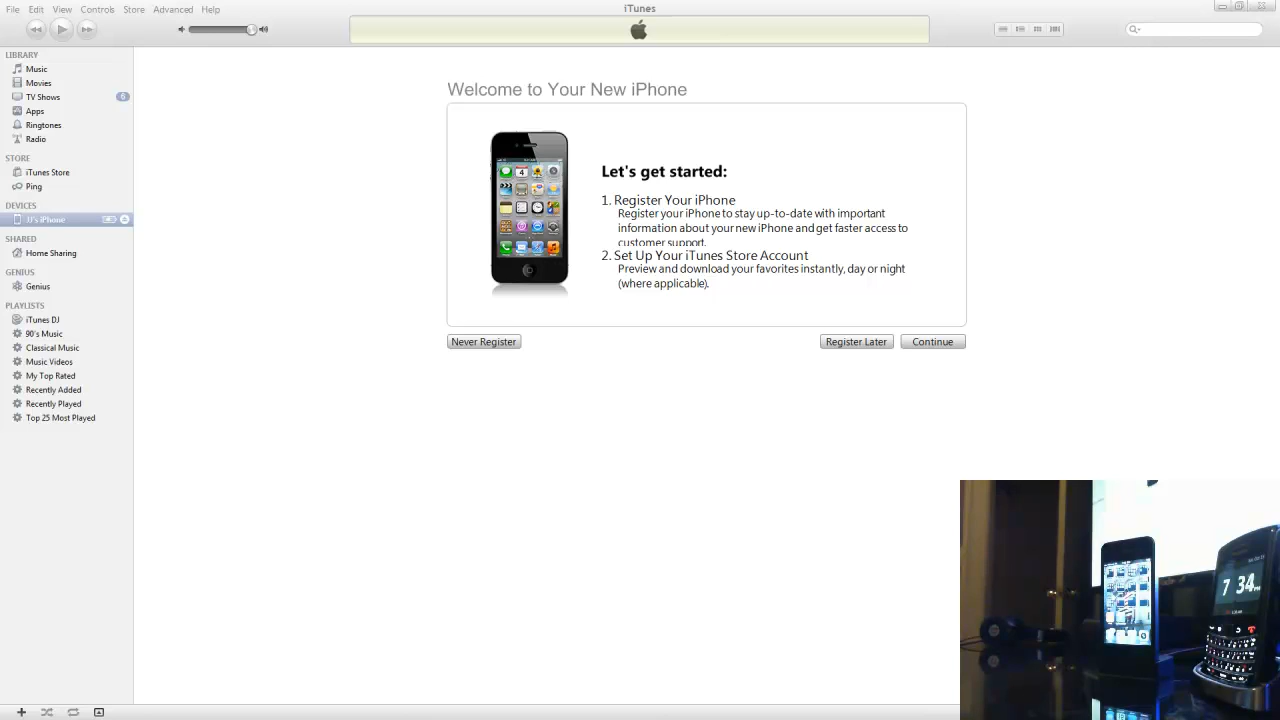 File Edit View Controls Store Advanced Help
iTunes
LIBRARY
Music
Movies
TV Shows 6
Apps
Ringtones
Radio
STORE
iTunes Store
Ping
DEVICES
JJ's iPhone
SHARED
Home Sharing
GENIUS
Genius
PLAYLISTS
iTunes DJ
90's Music
Classical Music
Music Videos
My Top Rated
Recently Added
Recently Played
Top 25 Most Played
Welcome to Your New iPhone
Let's get started:
1. Register Your iPhone
Register your iPhone to stay up-to-date with important
information about your new iPhone and get faster access to
customer support.
2. Set Up Your iTunes Store Account
Preview and download your favorites instantly, day or night
(where applicable).
Never Register
Register Later
Continue
7 34